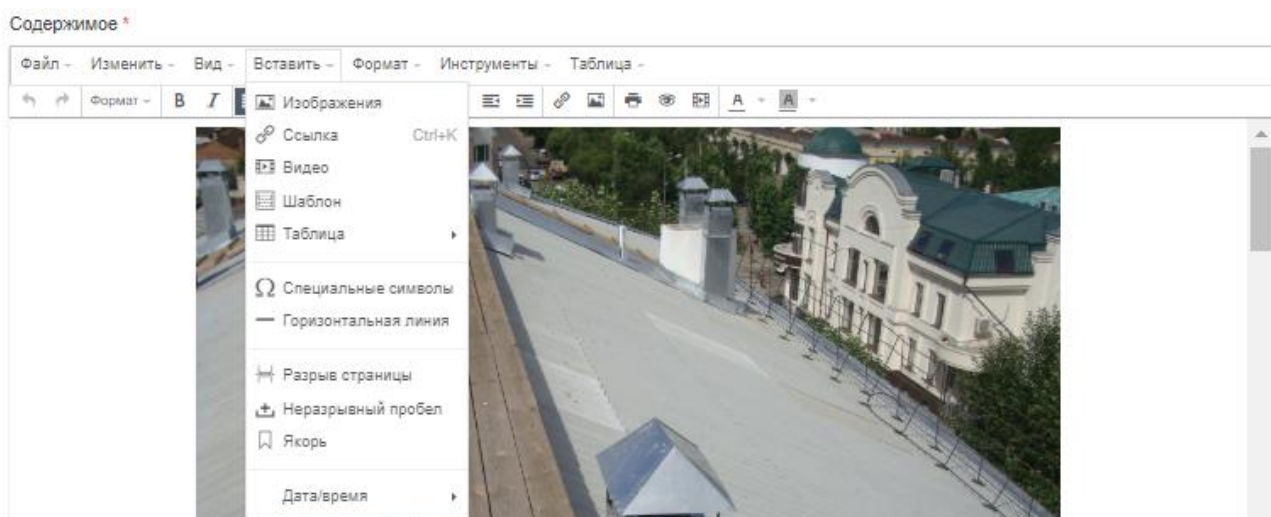 Содержимое *
Файл Изменить Вид Вставить Формат Инструменты Таблица
Формат B I A A
Изображения
Ссылка Ctrl+K
Видео
Шаблон
Таблица
Специальные символы
Горизонтальная линия
Разрыв страницы
Неразрывный пробел
Якорь
Дата/время